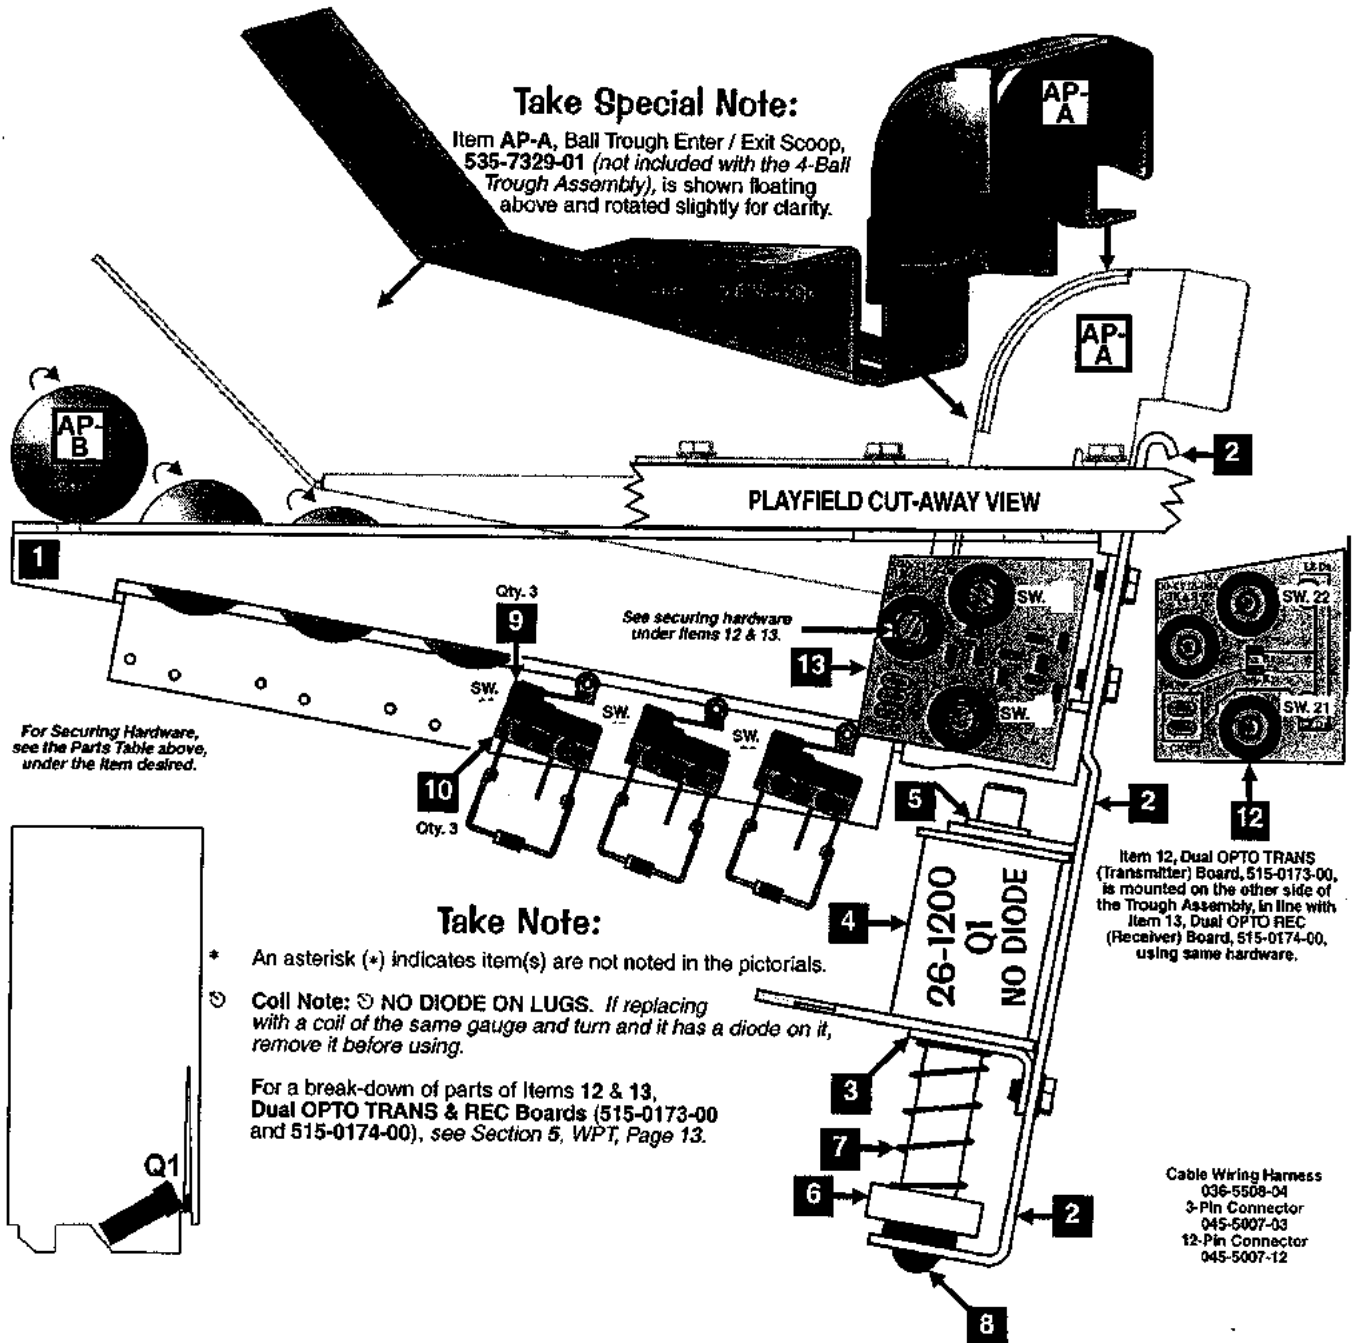 Take Special Note:
Item AP-A, Ball Trough Enter / Exit Scoop,
535-7329-01 (not included with the 4-Ball
Trough Assembly), is shown floating
above and rotated slightly for clarity.
AP-
A
AP-
A
AP-
B
2
PLAYFIELD CUT-AWAY VIEW
1
Qty. 3
9
See securing hardware
under Items 12 & 13.
13
SW.
SW.
SW. 22
SW. 21
SW.
SW.
SW.
For Securing Hardware,
see the Parts Table above,
under the item desired.
10
Qty. 3
5
2
12
Item 12, Dual OPTO TRANS
(Transmitter) Board, 515-0173-00,
is mounted on the other side of
the Trough Assembly, in line with
Item 13, Dual OPTO REC
(Receiver) Board, 515-0174-00,
using same hardware.
4
26-1200
Q1
NO DIODE
Take Note:
* An asterisk (*) indicates item(s) are not noted in the pictorials.
Coil Note: NO DIODE ON LUGS. If replacing
with a coil of the same gauge and turn and it has a diode on it,
remove it before using.
For a break-down of parts of Items 12 & 13,
Dual OPTO TRANS & REC Boards (515-0173-00
and 515-0174-00), see Section 5, WPT, Page 13.
3
7
6
2
8
Q1
Cable Wiring Harness
036-5508-04
3-Pin Connector
045-5007-03
12-Pin Connector
045-5007-12